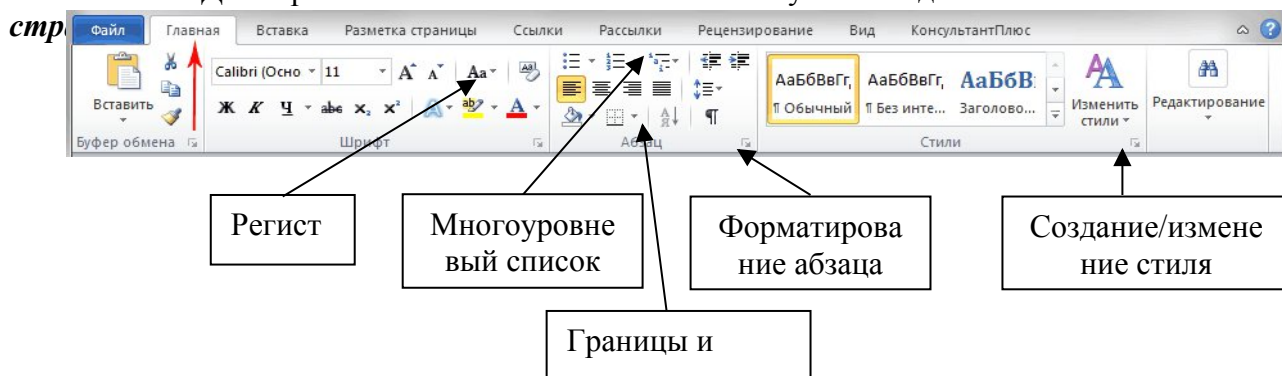 стра
Файл Главная Вставка Разметка страницы Ссылки Рассылки Рецензирование Вид КонсультантПлюс
Вставить
Calibri (Осно 11 Aa
Ж К Ч abc x₂ x² A ab A
АаБбВвГг, АаБбВвГг, АаБбВ
¶ Обычный ¶ Без инте... Заголово...
Изменить стили
Редактирование
Буфер обмена Шрифт Абзац Стили
Регист
Многоуровне
вый список
Форматирова
ние абзаца
Создание/измене
ние стиля
Границы и